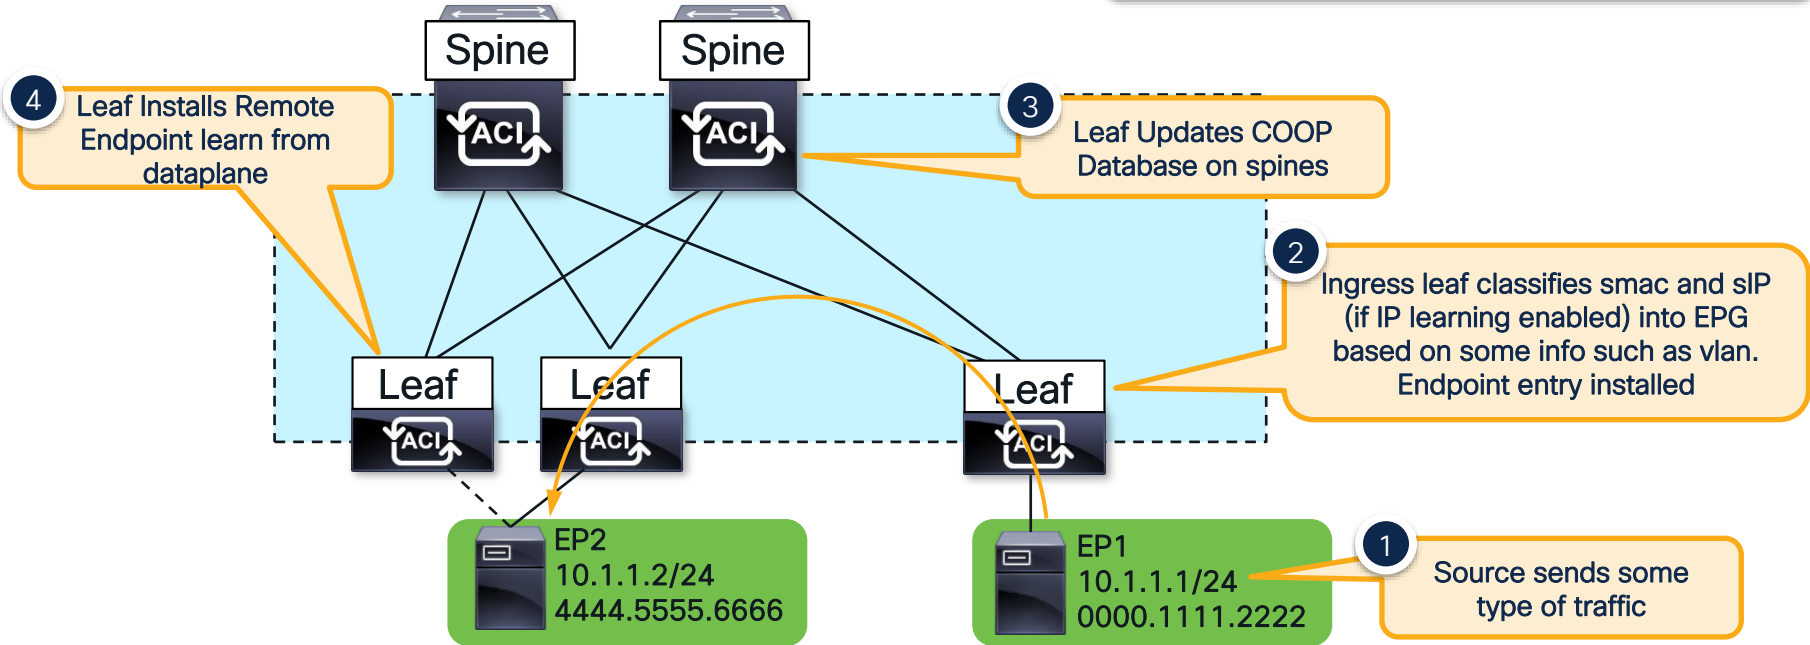 Spine
Spine
ACI
ACI
4
Leaf Installs Remote
Endpoint learn from
dataplane
3
Leaf Updates COOP
Database on spines
2
Ingress leaf classifies smac and sIP
(if IP learning enabled) into EPG
based on some info such as vlan.
Endpoint entry installed
Leaf
Leaf
Leaf
ACI
ACI
ACI
EP2
10.1.1.2/24
4444.5555.6666
EP1
10.1.1.1/24
0000.1111.2222
1
Source sends some
type of traffic